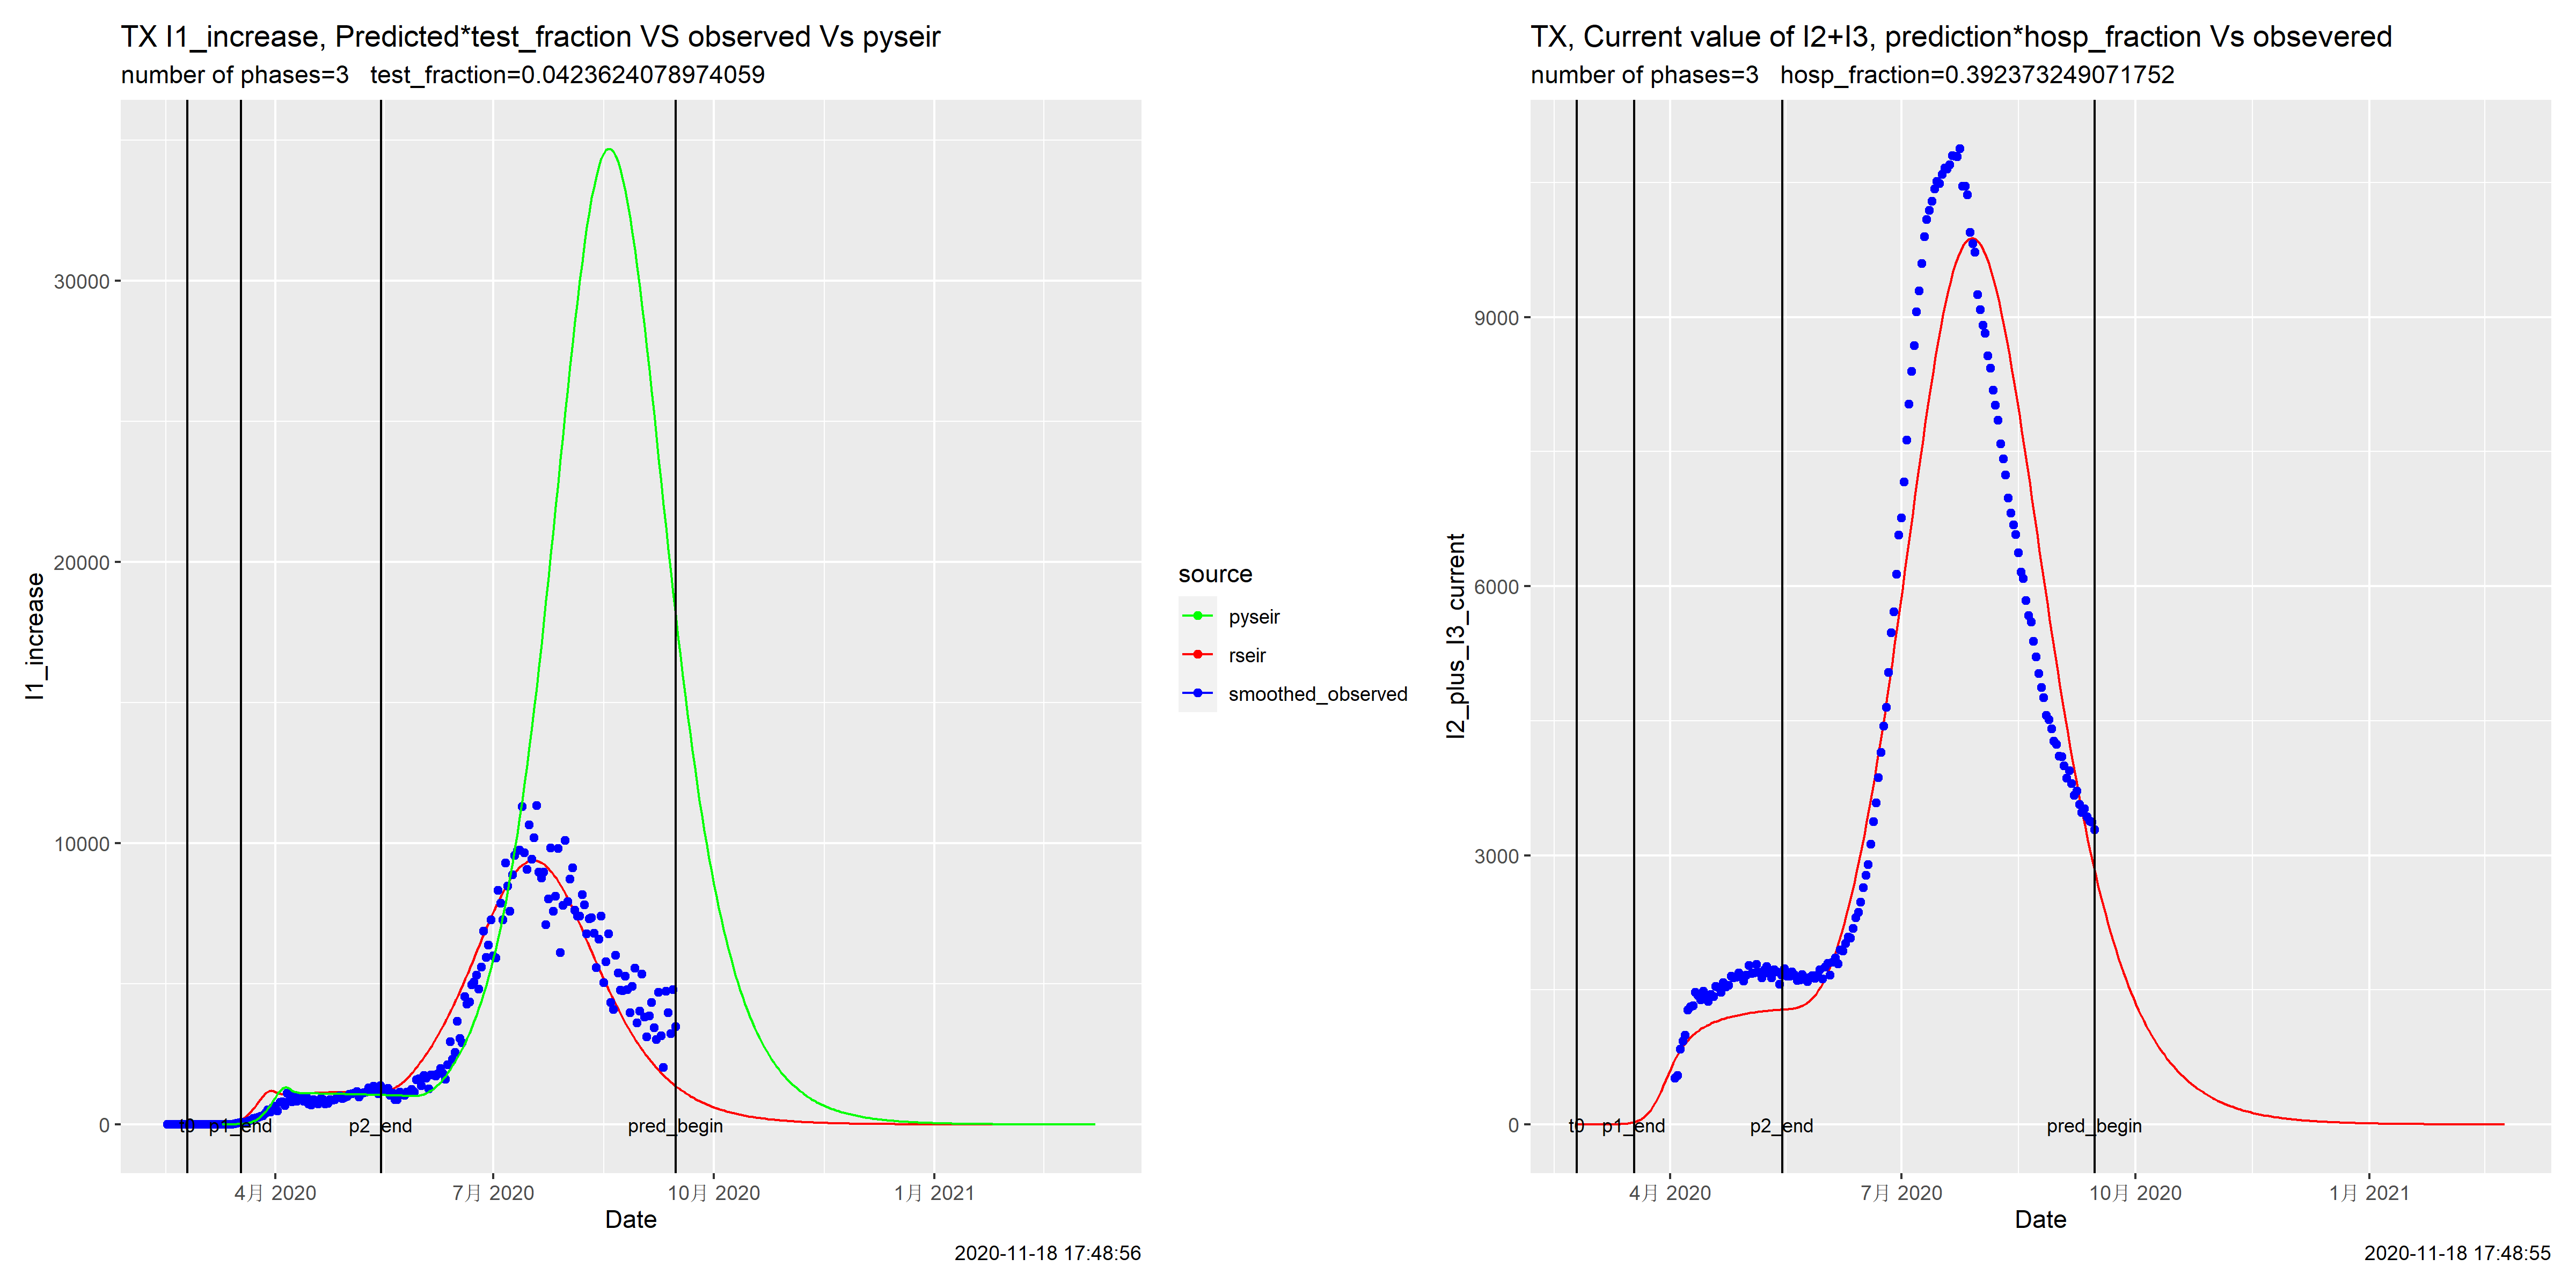 TX I1_increase, Predicted*test_fraction VS observed Vs pyseir
number of phases=3 test_fraction=0.0423624078974059
I1_increase
30000
20000
10000
0
t0 p1_end p2_end pred_begin
4月 2020 7月 2020 10月 2020 1月 2021
Date
2020-11-18 17:48:56
source
pyseir
rseir
smoothed_observed
TX, Current value of I2+I3, prediction*hosp_fraction Vs obsevered
number of phases=3 hosp_fraction=0.392373249071752
I2_plus_I3_current
9000
6000
3000
0
t0 p1_end p2_end pred_begin
4月 2020 7月 2020 10月 2020 1月 2021
Date
2020-11-18 17:48:55